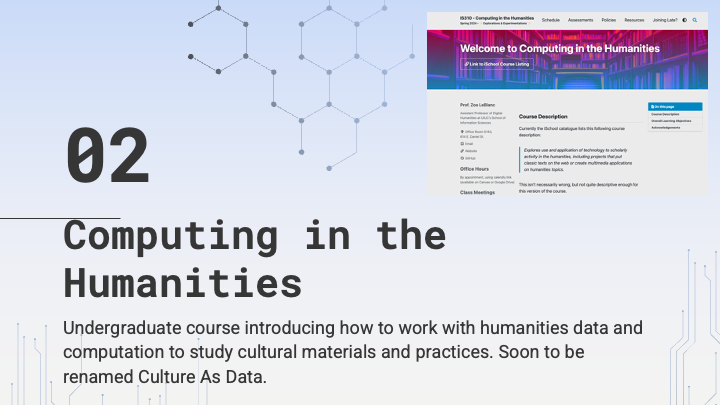 02
Computing in the
Humanities
Undergraduate course introducing how to work with humanities data and
computation to study cultural materials and practices. Soon to be
renamed Culture As Data.
IS310 - Computing in the Humanities
Spring 2024 - Explorations & Experimentations
Schedule Assessments Policies Resources Joining Late?
Welcome to Computing in the Humanities
Link to iSchool Course Listing
Prof. Zoe LeBlanc
Assistant Professor of Digital
Humanities at UIUC's School of
Information Sciences
Email
Website
GitHub
Office Hours
By appointment, using calendly link
available on Canvas or Google Drive
Class Meetings
Course Description
Currently the iSchool catalogue lists this following course
description:
Explores use and application of technology to scholarly
activity in the humanities, including projects that put
classic texts on the web or create multimedia applications
on humanities topics.
This isn't necessarily wrong, but not quite descriptive enough for
this version of the course.
On this page
Course Description
Overall Learning Objectives
Acknowledgements